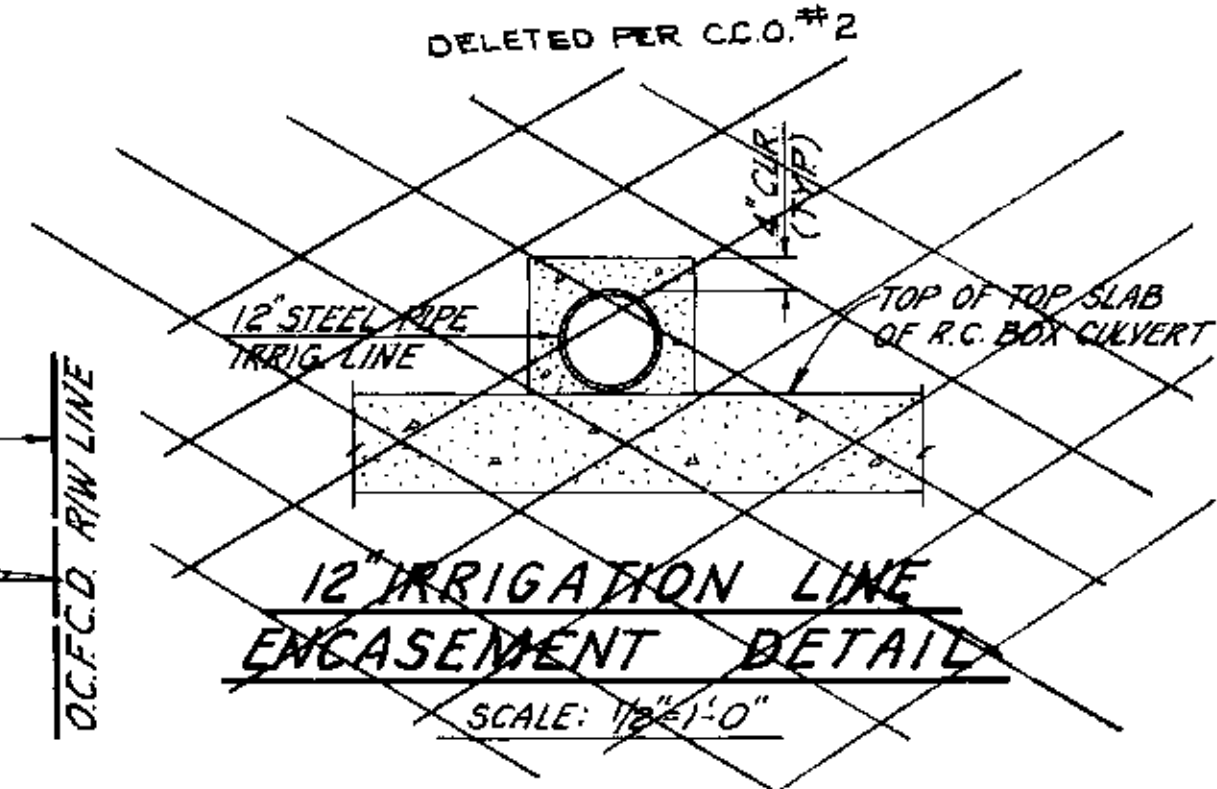 DELETED PER C.C.O. #2
4" CLR
(TYP.)
12" STEEL PIPE
IRRIG. LINE
TOP OF TOP SLAB
OF R.C. BOX CULVERT
O.C.F.C.D. R/W LINE
12" IRRIGATION LINE
ENCASEMENT DETAIL
SCALE: 1/2"=1'-0"